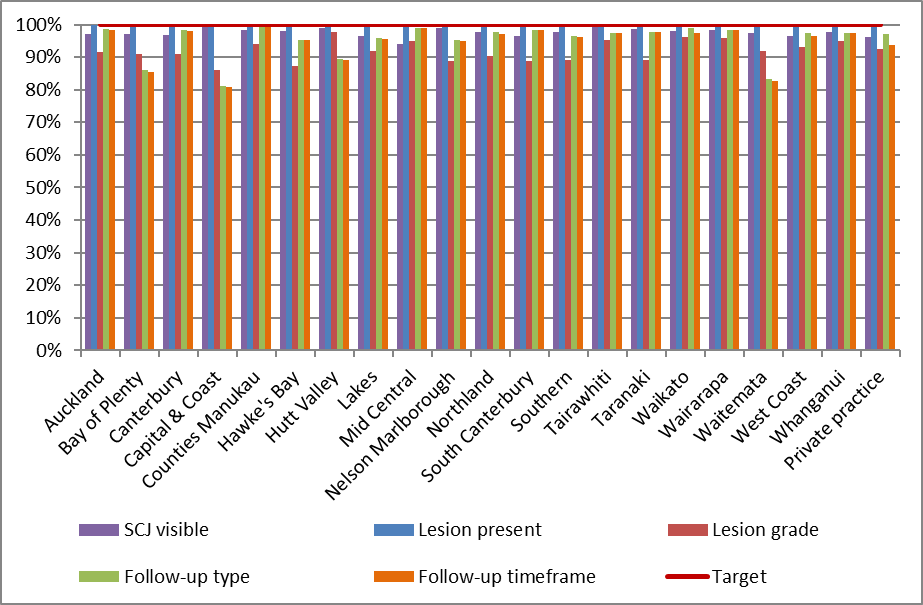 100%
90%
80%
70%
60%
50%
40%
30%
20%
10%
0%
Auckland
Bay of Plenty
Canterbury
Capital & Coast
Counties Manukau
Hawke's Bay
Hutt Valley
Lakes
Mid Central
Nelson Marlborough
Northland
South Canterbury
Southern
Tairawhiti
Taranaki
Waikato
Wairarapa
Waitemata
West Coast
Whanganui
Private practice
SCJ visible Lesion present Lesion grade
Follow-up type Follow-up timeframe Target